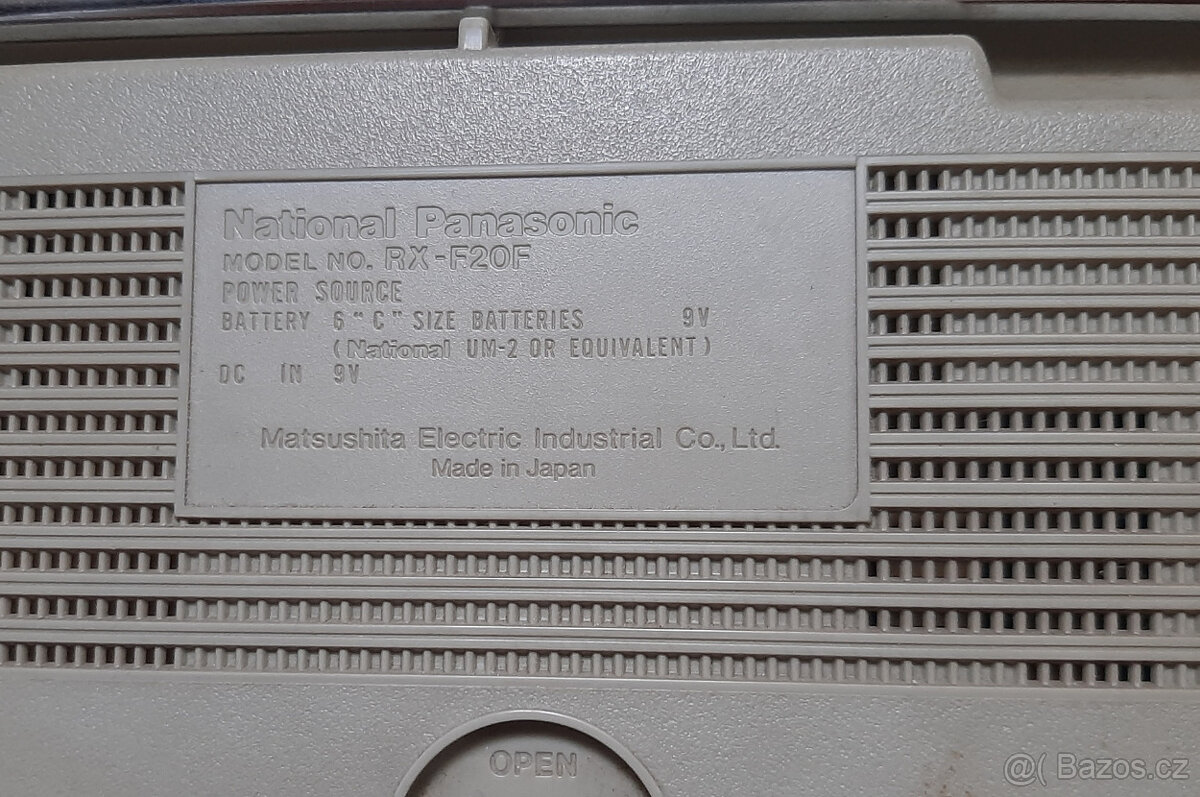 National Panasonic
MODEL NO. RX-F20F
POWER SOURCE
BATTERY 6 "C" SIZE BATTERIES 9V
(National UM-2 OR EQUIVALENT)
DC IN 9V
Matsushita Electric Industrial Co., Ltd.
Made in Japan
OPEN
@( Bazos.cz